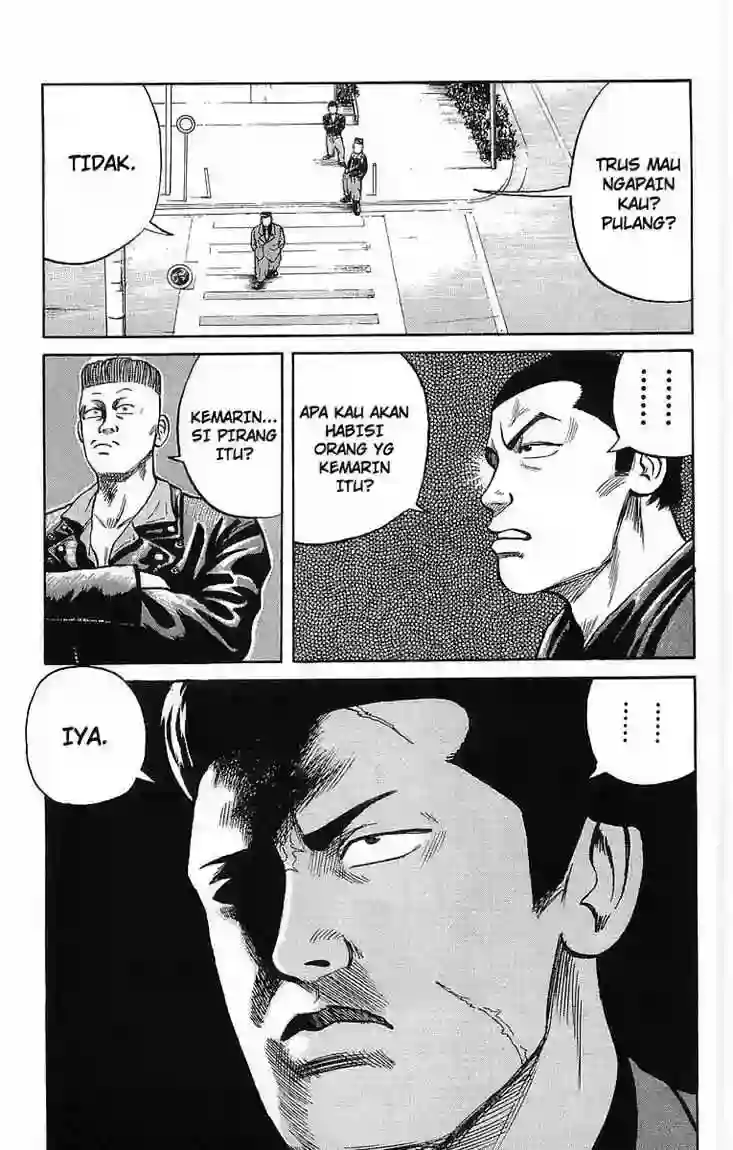 TRUS MAU
NGAPAIN
KAU?
PULANG?
TIDAK.
......
APA KAU AKAN
HABISI
ORANG YG
KEMARIN
ITU?
KEMARIN...
SI PIRANG
ITU?
......
IYA.